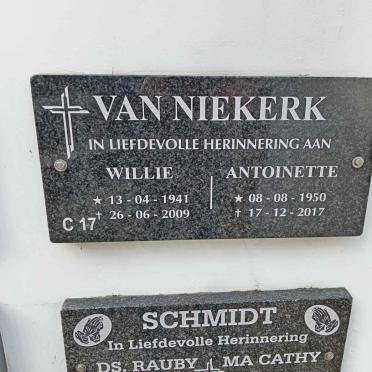 VAN NIEKERK
IN LIEFDEVOLLE HERINNERING AAN
WILLIE ANTOINETTE
★ 13 - 04 - 1941 ★ 08 - 08 - 1950
† 26 - 06 - 2009 † 17 - 12 - 2017
C 17
SCHMIDT
In Liefdevolle Herinnering
DS. RAUBY MA CATHY